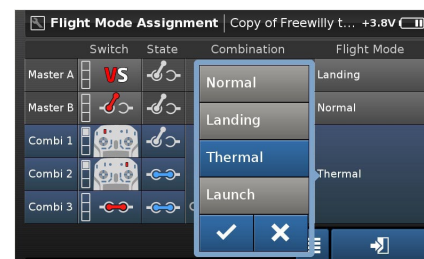 Flight Mode Assignment Copy of Freewilly t... +3.8V
Switch State Combination Flight Mode
Master A VS Landing
Master B Normal
Combi 1
Combi 2 Thermal
Combi 3
Normal
Landing
Thermal
Launch